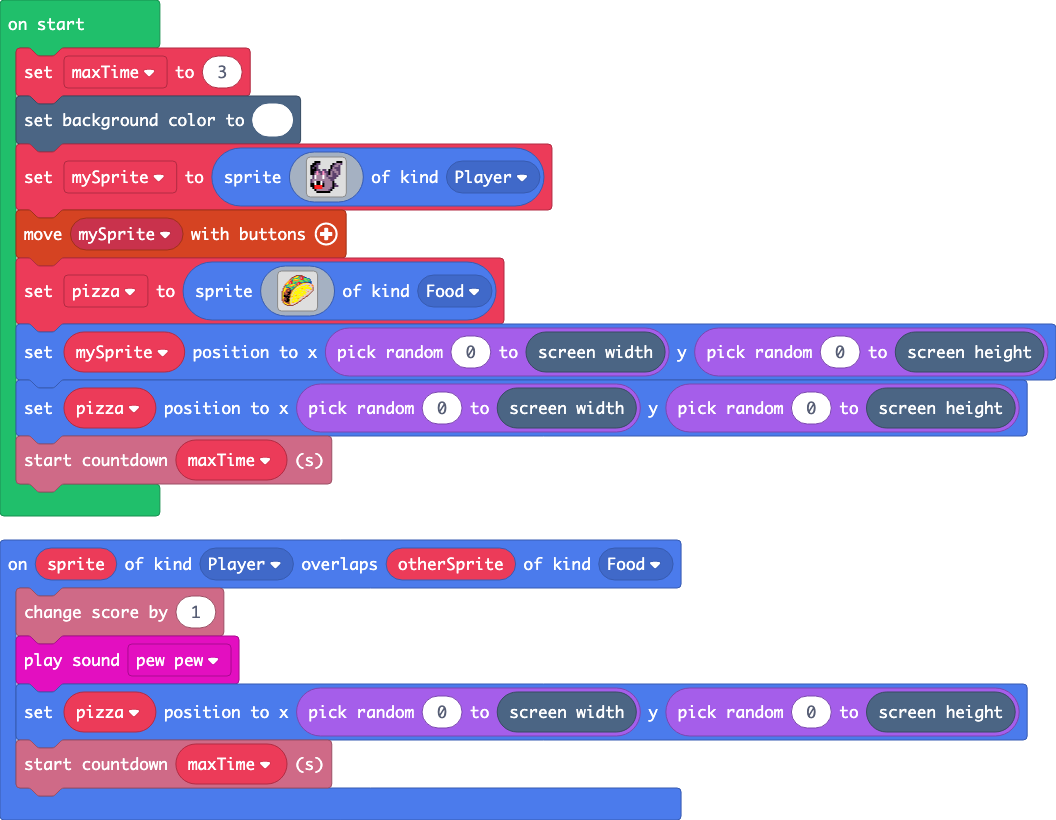 on start
set maxTime to 3
set background color to
set mySprite to sprite of kind Player
move mySprite with buttons
set pizza to sprite of kind Food
set mySprite position to x pick random 0 to screen width y pick random 0 to screen height
set pizza position to x pick random 0 to screen width y pick random 0 to screen height
start countdown maxTime (s)
on sprite of kind Player overlaps otherSprite of kind Food
change score by 1
play sound pew pew
set pizza position to x pick random 0 to screen width y pick random 0 to screen height
start countdown maxTime (s)